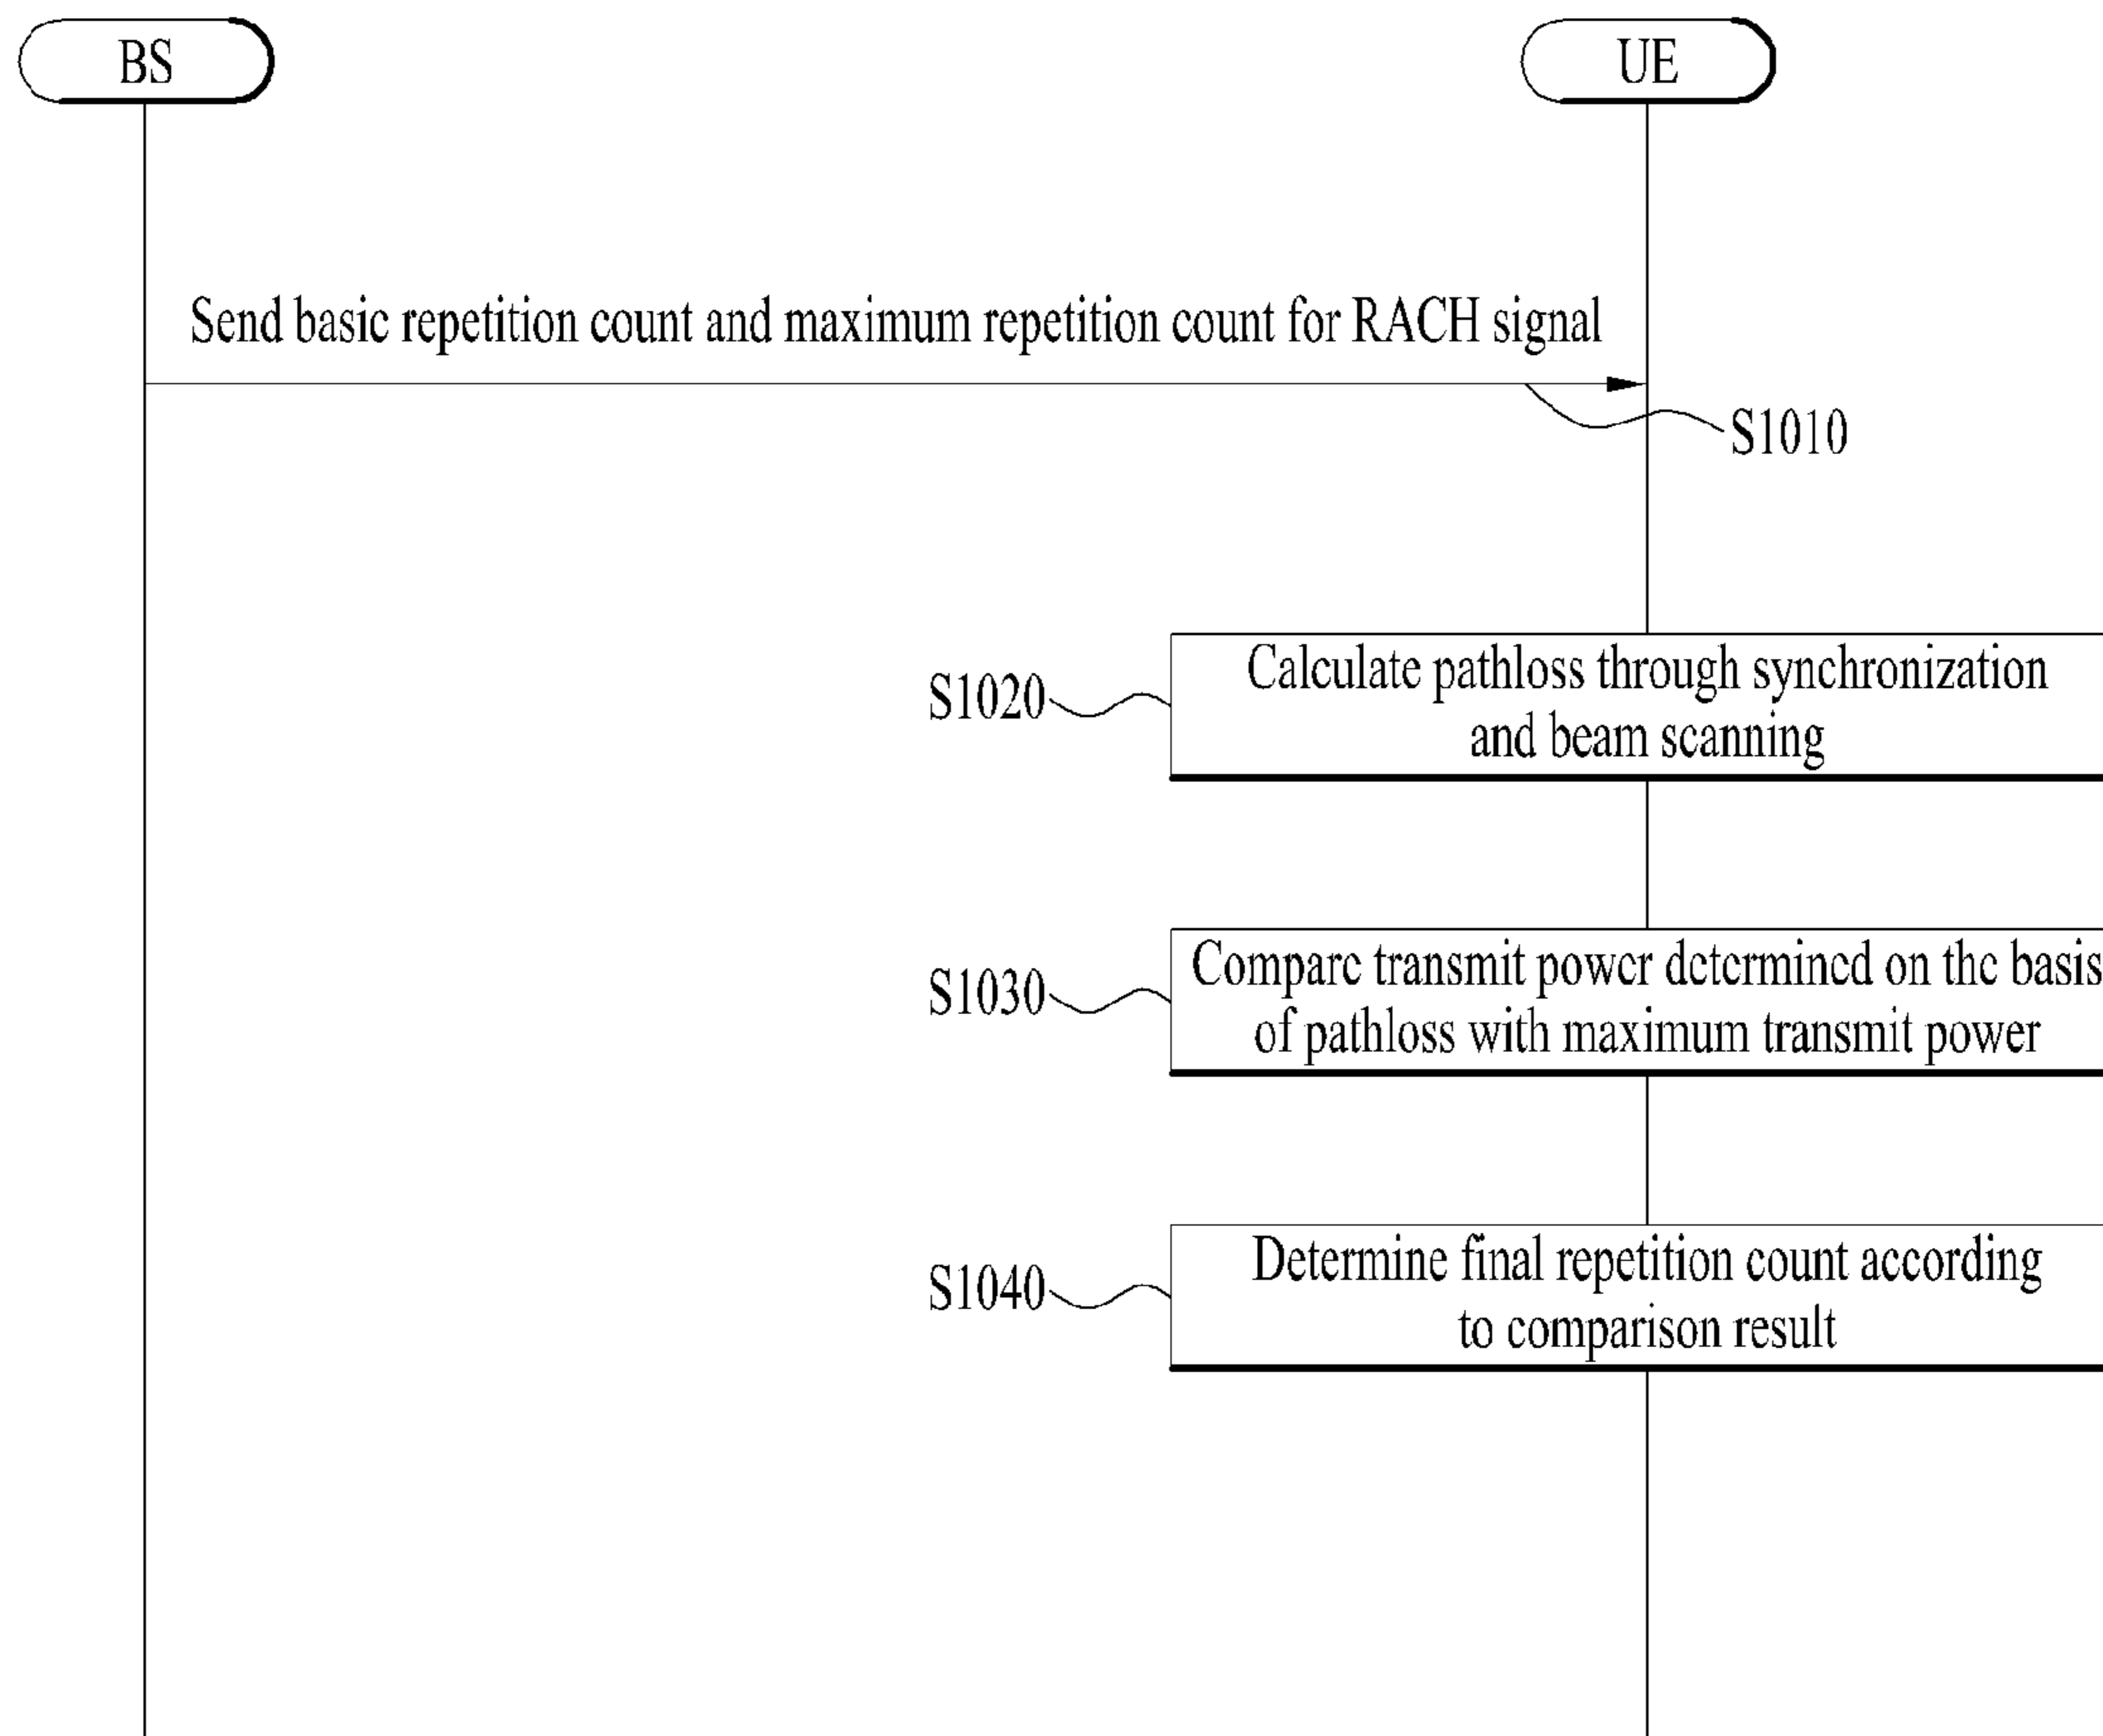 BS
UE
Send basic repetition count and maximum repetition count for RACH signal
S1010
S1020
Calculate pathloss through synchronization
and beam scanning
S1030
Compare transmit power determined on the basis
of pathloss with maximum transmit power
S1040
Determine final repetition count according
to comparison result